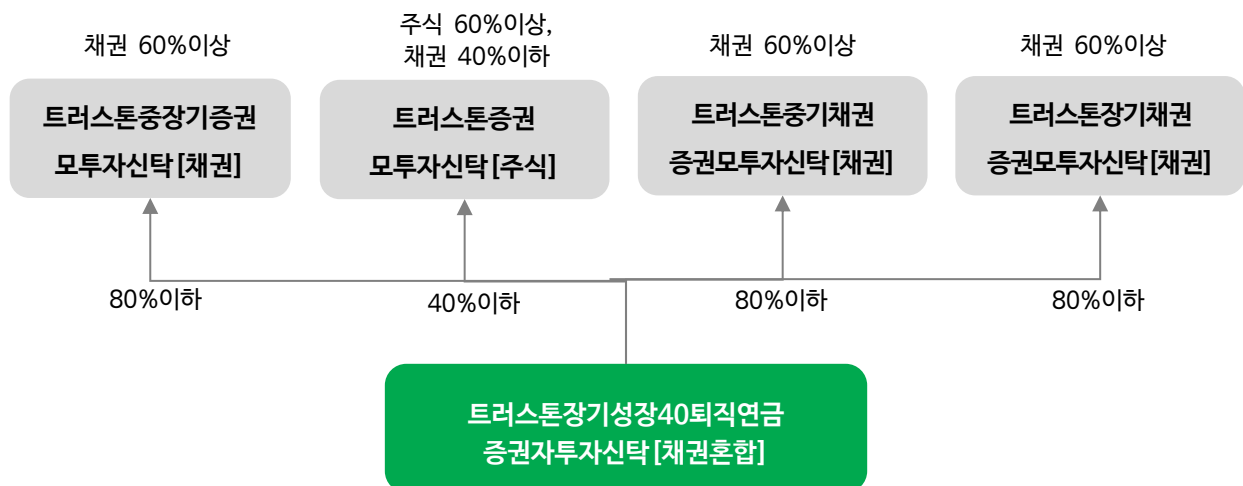 채권 60%이상
주식 60%이상,
채권 40%이하
채권 60%이상
채권 60%이상
트러스톤중장기증권
모투자신탁[채권]
트러스톤증권
모투자신탁[주식]
트러스톤중기채권
증권모투자신탁[채권]
트러스톤장기채권
증권모투자신탁[채권]
80%이하
40%이하
80%이하
80%이하
트러스톤장기성장40퇴직연금
증권자투자신탁[채권혼합]